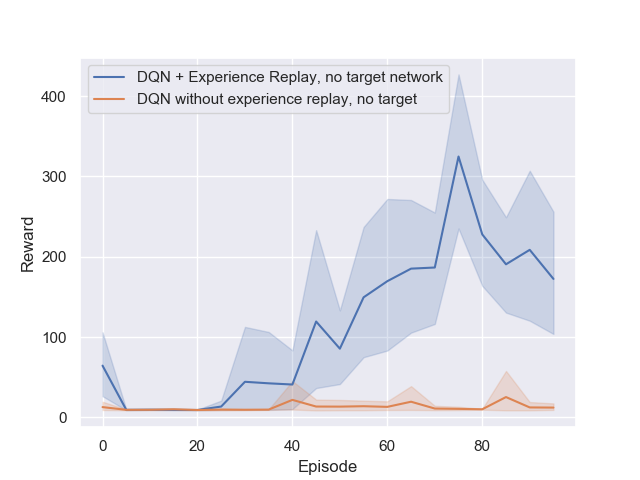 DQN + Experience Replay, no target network
DQN without experience replay, no target
400
300
200
100
0
Reward
0 20 40 60 80
Episode